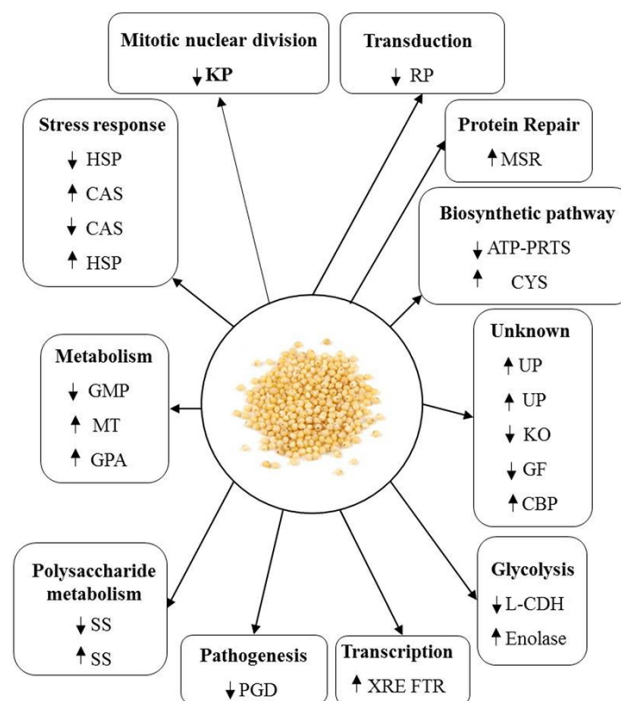 Mitotic nuclear division
↓ KP
Transduction
↓ RP
Stress response
↓ HSP
↑ CAS
↓ CAS
↑ HSP
Protein Repair
↑ MSR
Biosynthetic pathway
↓ ATP-PRTS
↑ CYS
Unknown
↑ UP
↑ UP
↓ KO
↓ GF
↑ CBP
Metabolism
↓ GMP
↑ MT
↑ GPA
Polysaccharide
metabolism
↓ SS
↑ SS
Pathogenesis
↓ PGD
Transcription
↑ XRE FTR
Glycolysis
↓ L-CDH
↑ Enolase